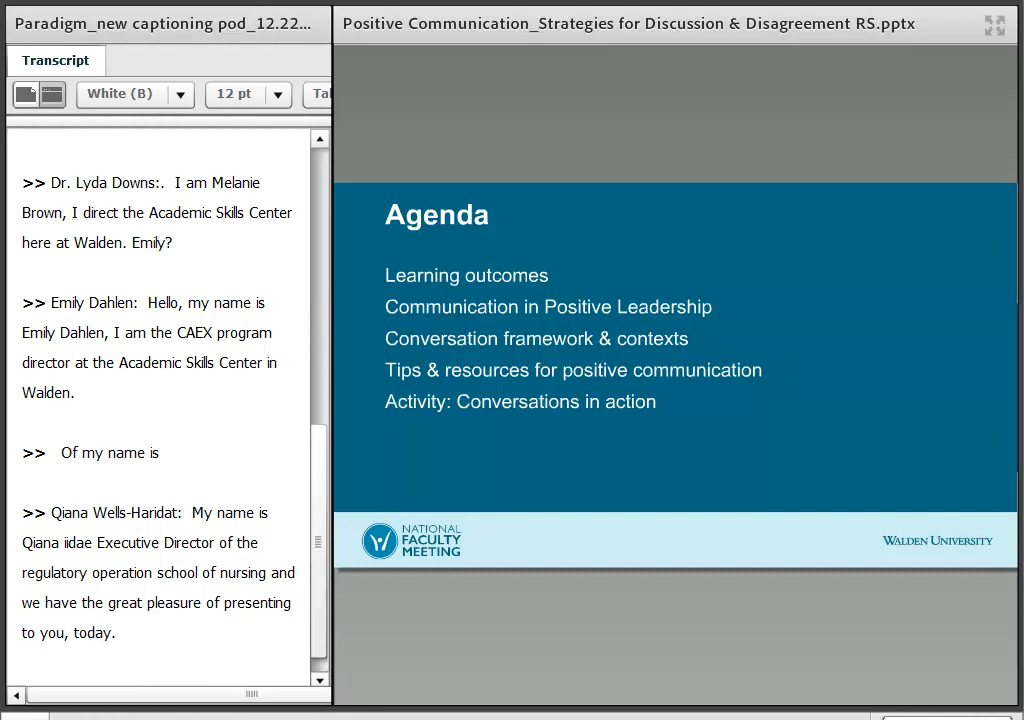 Paradigm_new captioning pod_12.22...
Transcript
White (B)
12 pt
Ta
>> Dr. Lyda Downs:.  I am Melanie
Brown, I direct the Academic Skills Center
here at Walden. Emily?
>> Emily Dahlen:  Hello, my name is
Emily Dahlen, I am the CAEX program
director at the Academic Skills Center in
Walden.
>>   Of my name is
>> Qiana Wells-Haridat:  My name is
Qiana iidae Executive Director of the
regulatory operation school of nursing and
we have the great pleasure of presenting
to you, today.
Positive Communication_Strategies for Discussion & Disagreement RS.pptx
Agenda
Learning outcomes
Communication in Positive Leadership
Conversation framework & contexts
Tips & resources for positive communication
Activity: Conversations in action
NATIONAL
FACULTY
MEETING
WALDEN UNIVERSITY